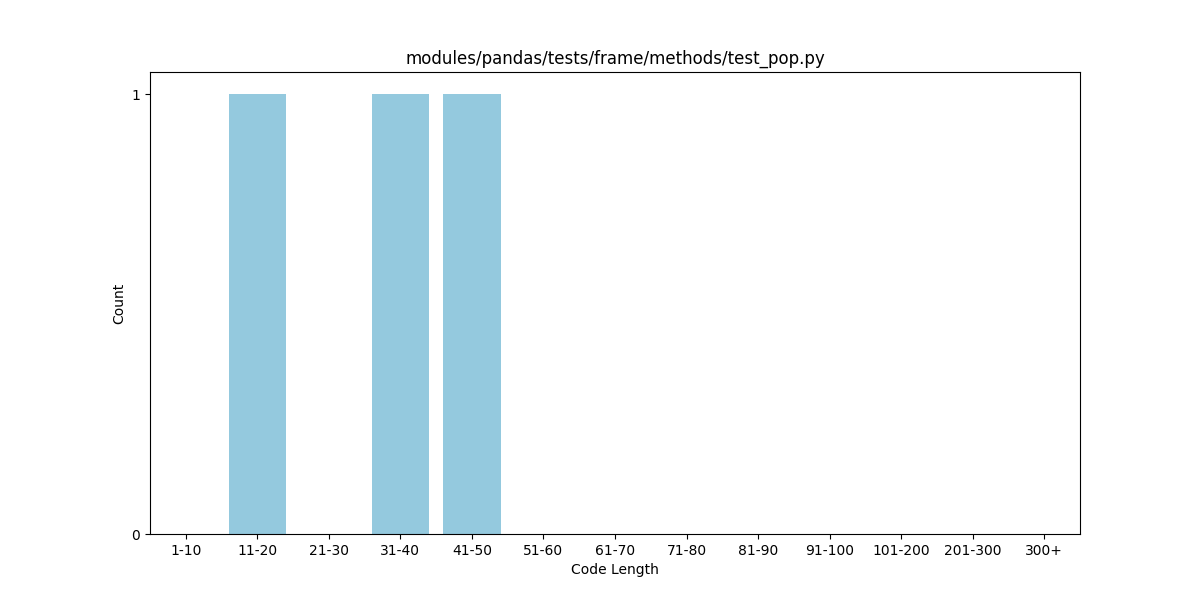 modules/pandas/tests/frame/methods/test_pop.py
1
0
Count
1-10 11-20 21-30 31-40 41-50 51-60 61-70 71-80 81-90 91-100 101-200 201-300 300+
Code Length